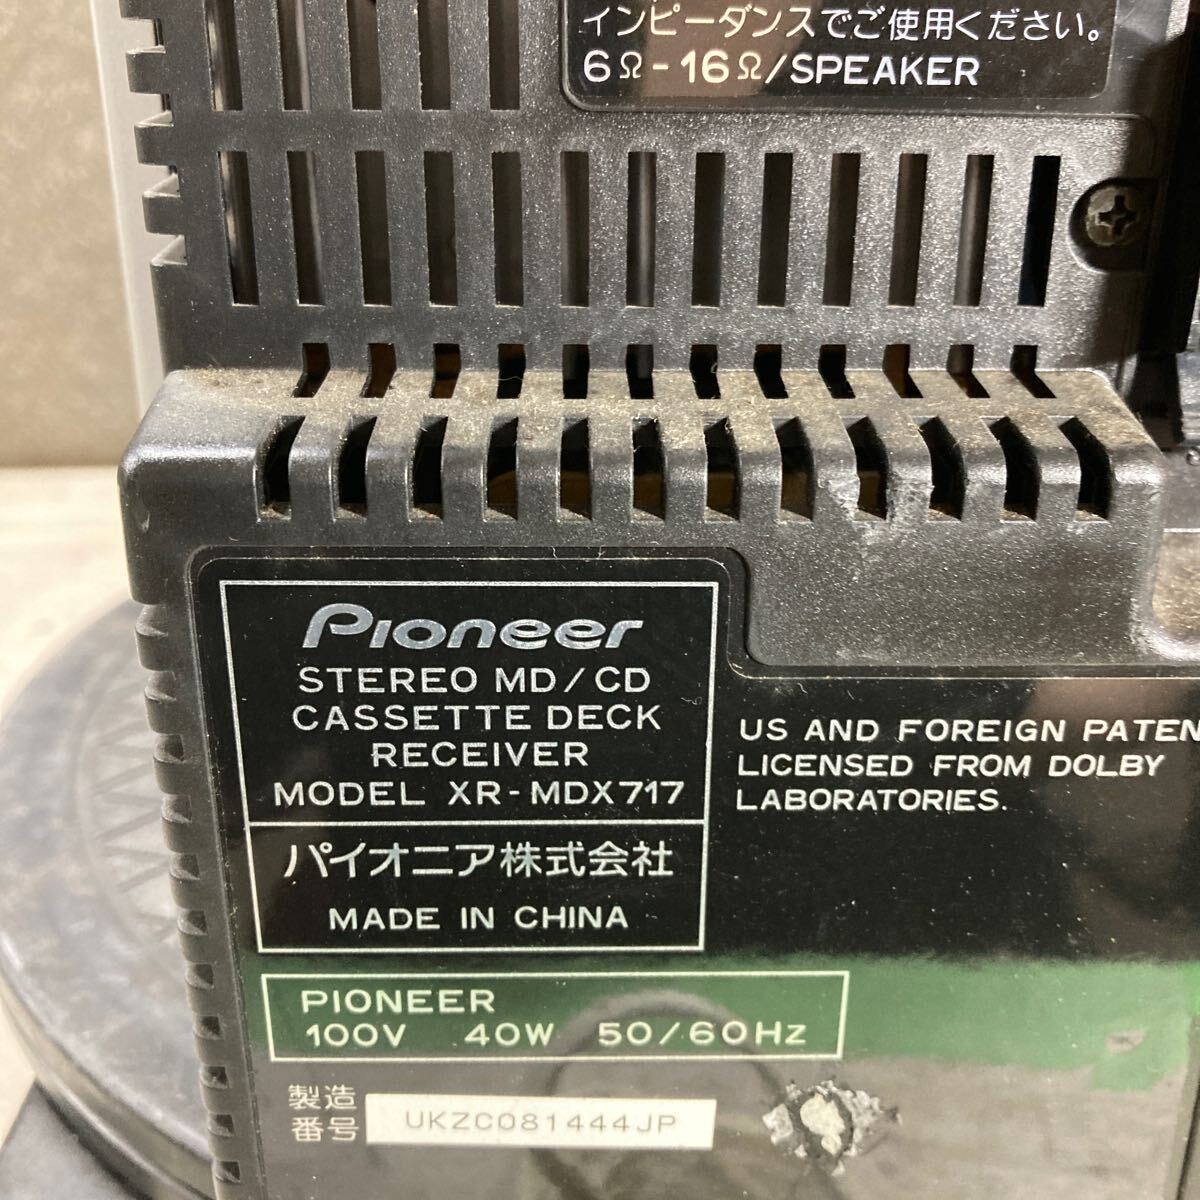 インピーダンスでご使用ください。
6Ω-16Ω/SPEAKER
Pioneer
STEREO MD/CD
CASSETTE DECK
RECEIVER
MODEL XR-MDX717
パイオニア株式会社
MADE IN CHINA
US AND FOREIGN PATEN
LICENSED FROM DOLBY
LABORATORIES.
PIONEER
100V 40W 50/60Hz
製造
番号 UKZC081444JP